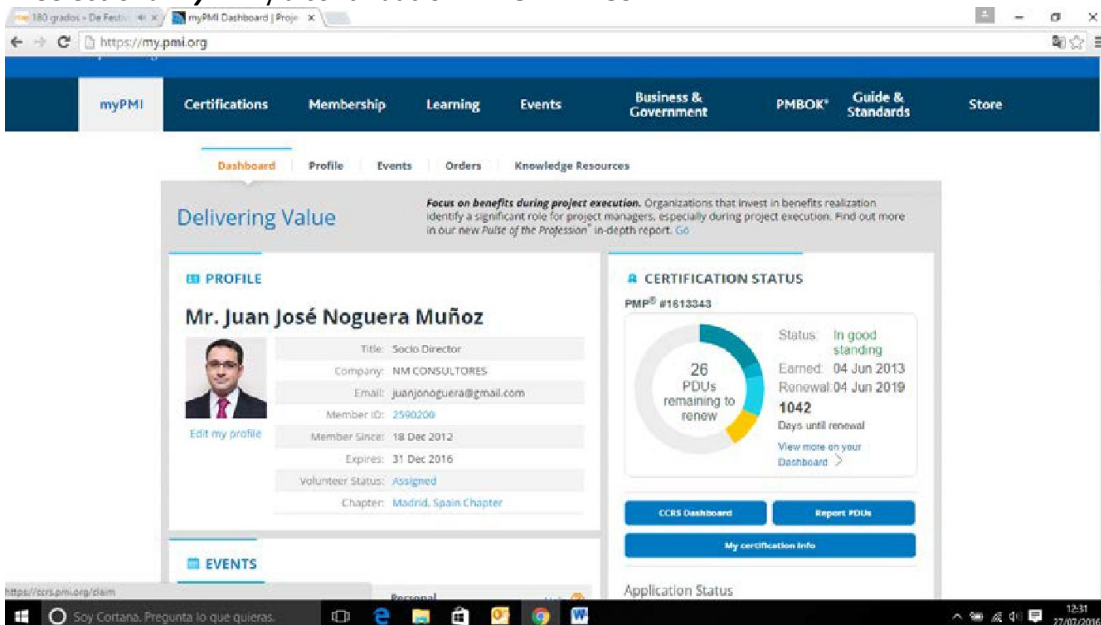 180 grados - De Festi
myPMI Dashboard | Proje
https://my.pmi.org
myPMI Certifications Membership Learning Events Business & Government PMBOK® Guide & Standards Store
Dashboard Profile Events Orders Knowledge Resources
Delivering Value
Focus on benefits during project execution. Organizations that invest in benefits realization
identify a significant role for project managers, especially during project execution. Find out more
in our new Pulse of the Profession® in-depth report. Go
PROFILE
Mr. Juan José Noguera Muñoz
Title: Socio Director
Company: NM CONSULTORES
Email: juanjonoguera@gmail.com
Member ID: 2590200
Member Since: 18 Dec 2012
Expires: 31 Dec 2016
Volunteer Status: Assigned
Chapter: Madrid, Spain Chapter
Edit my profile
EVENTS
Personal
CERTIFICATION STATUS
PMP® #1613343
26
PDUs
remaining to
renew
Status: In good
standing
Earned: 04 Jun 2013
Renewal: 04 Jun 2019
1042
Days until renewal
View more on your
Dashboard >
CCRS Dashboard Report PDUs
My certification Info
Application Status
https://ccrs.pmi.org/claim
Soy Cortana. Pregunta lo que quieras.
12:31
27/07/2016